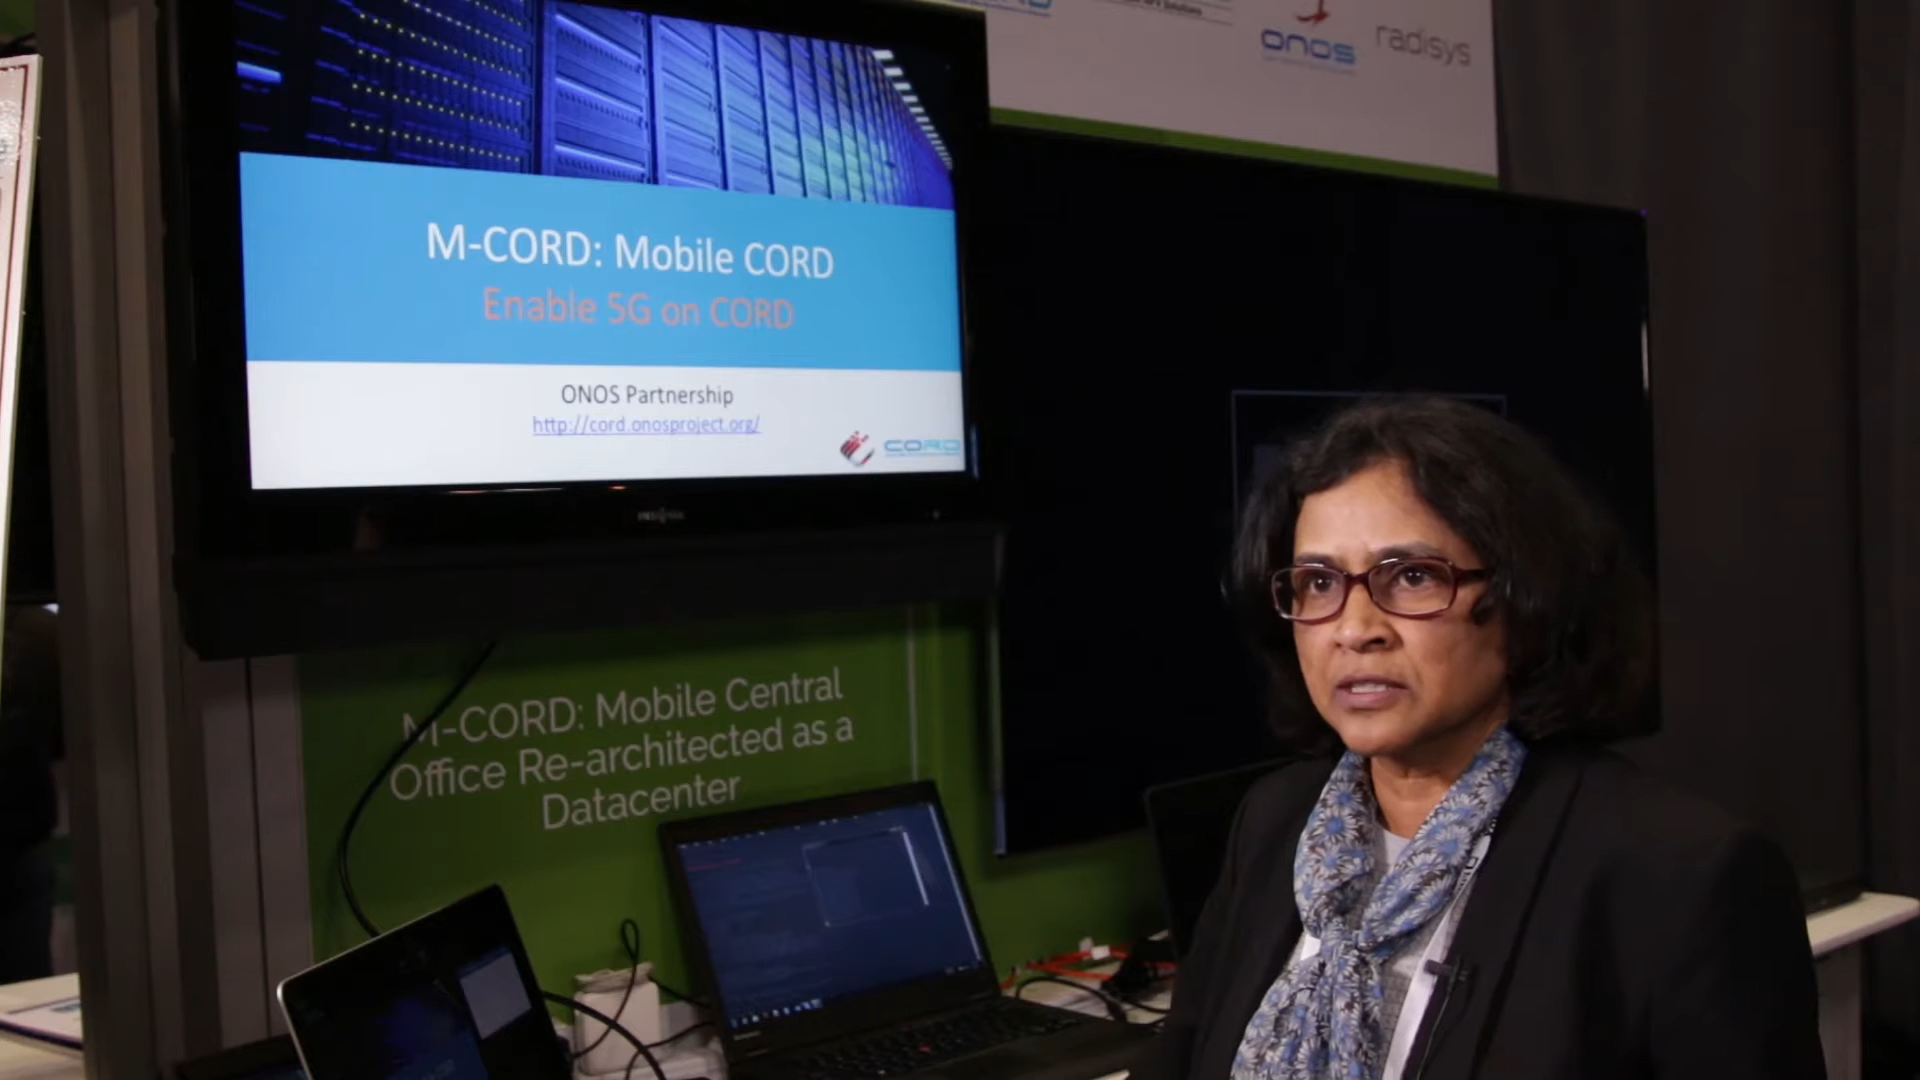 onos
radisys
M-CORD: Mobile CORD
Enable 5G on CORD
ONOS Partnership
http://cord.onosproject.org/
CORD
M-CORD: Mobile Central
Office Re-architected as a
Datacenter